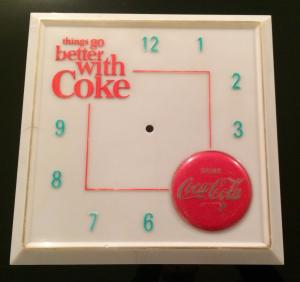 things go
better
with
Coke
12
1
2
3
6
7
8
9
DRINK
Coca-Cola